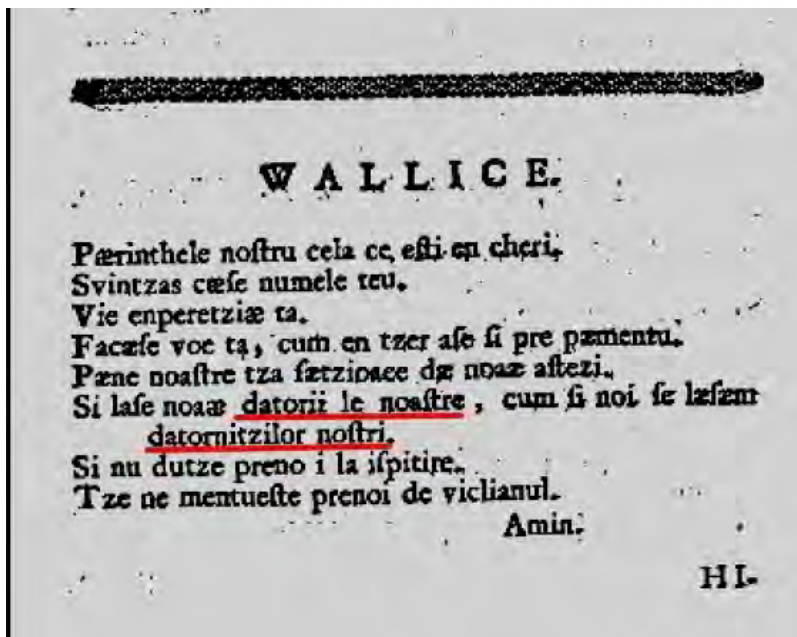 WALLICE.
Pærinthele noſtru cela ce, eſti en cheri.
Svintzas cæſe numele teu.
Vie enperetziæ ta.
Facæſe voe ta, cum en tzer aſe ſi pre pæmentu.
Pæne noaſtre tza ſætzioace dæ noaæ aſtezi.
Si laſe noaæ datorii le noaſtre, cum ſi noi ſe læſæm
datornitzilor noſtri.
Si nu dutze preno i la iſpitire.
Tze ne mentueſte prenoi de viclianul.
Amin.
HI-